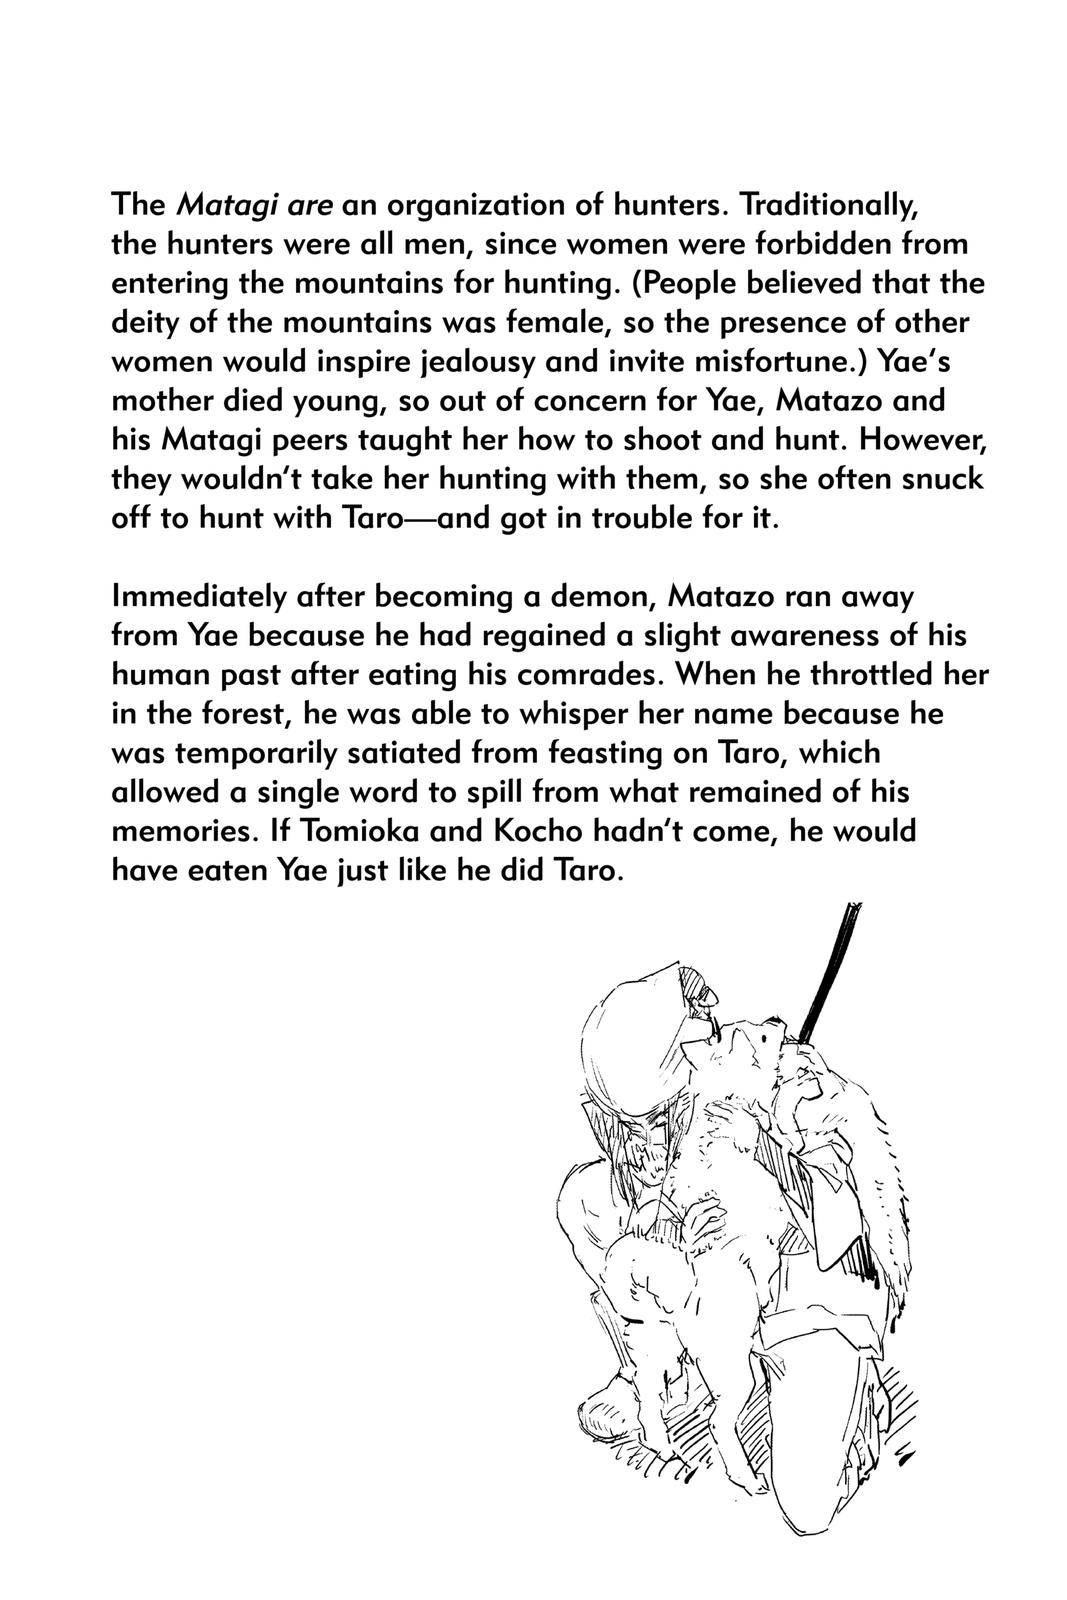 The Matagi are an organization of hunters. Traditionally,
the hunters were all men, since women were forbidden from
entering the mountains for hunting. (People believed that the
deity of the mountains was female, so the presence of other
women would inspire jealousy and invite misfortune.) Yae‘s
mother died young, so out of concern for Yae, Matazo and
his Matagi peers taught her how to shoot and hunt. However,
they wouldn‘t take her hunting with them, so she often snuck
off to hunt with Taro—and got in trouble for it.
Immediately after becoming a demon, Matazo ran away
from Yae because he had regained a slight awareness of his
human past after eating his comrades. When he throttled her
in the forest, he was able to whisper her name because he
was temporarily satiated from feasting on Taro, which
allowed a single word to spill from what remained of his
memories. If Tomioka and Kocho hadn‘t come, he would
have eaten Yae just like he did Taro.